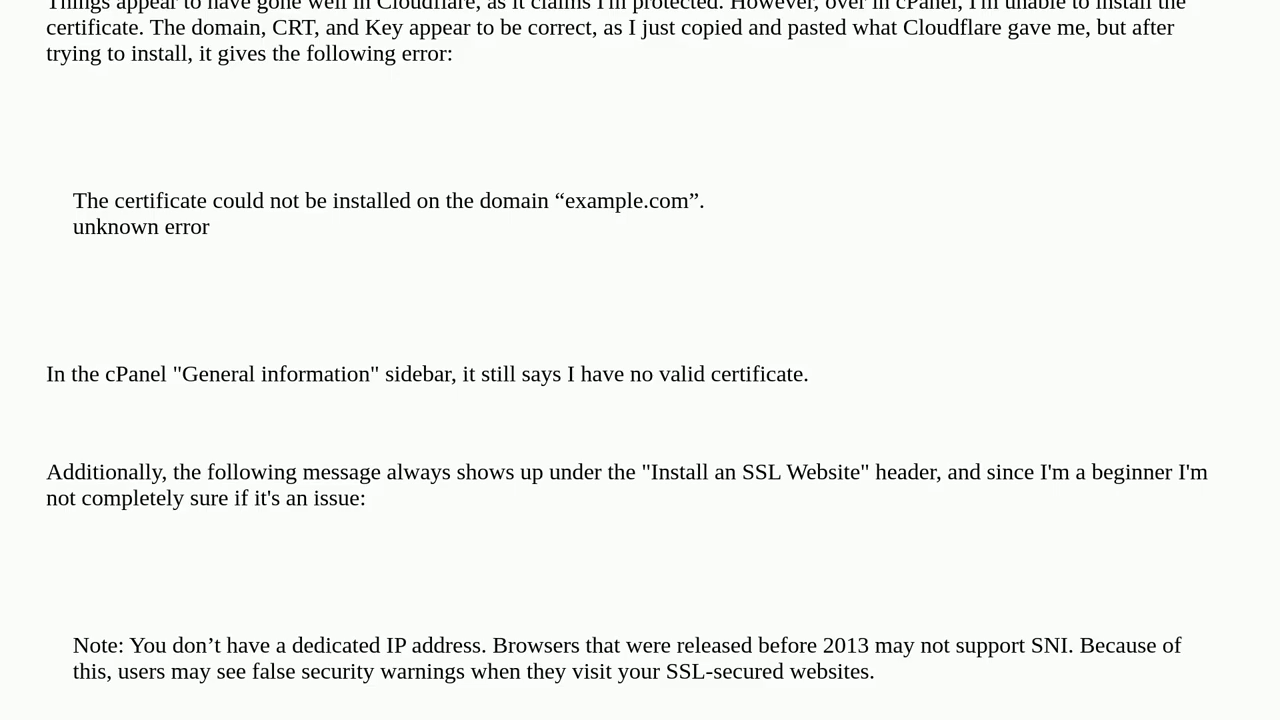 Things appear to have gone well in Cloudflare, as it claims I'm protected. However, over in cPanel, I'm unable to install the
certificate. The domain, CRT, and Key appear to be correct, as I just copied and pasted what Cloudflare gave me, but after
trying to install, it gives the following error:
The certificate could not be installed on the domain “example.com”.
unknown error
In the cPanel "General information" sidebar, it still says I have no valid certificate.
Additionally, the following message always shows up under the "Install an SSL Website" header, and since I'm a beginner I'm
not completely sure if it's an issue:
Note: You don’t have a dedicated IP address. Browsers that were released before 2013 may not support SNI. Because of
this, users may see false security warnings when they visit your SSL-secured websites.